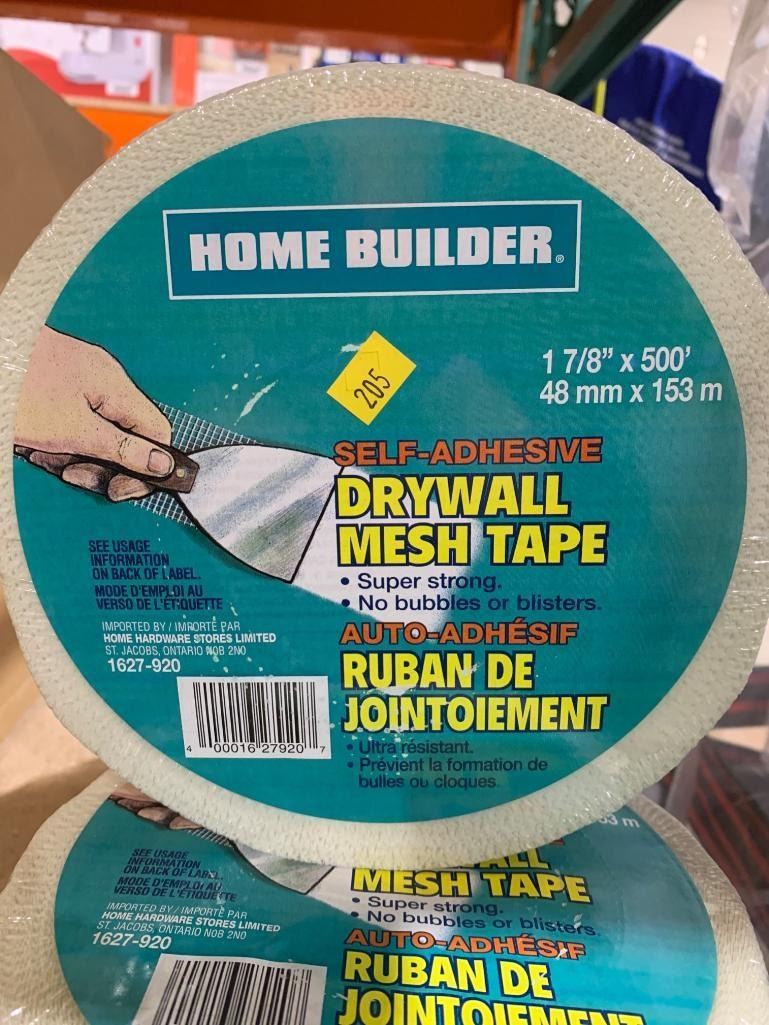 HOME BUILDER®
205
1 7/8" x 500'
48 mm x 153 m
SELF-ADHESIVE
DRYWALL
MESH TAPE
• Super strong.
• No bubbles or blisters.
AUTO-ADHÉSIF
RUBAN DE
JOINTOIEMENT
• Ultra résistant.
• Prévient la formation de
bulles ou cloques.
SEE USAGE
INFORMATION
ON BACK OF LABEL.
MODE D'EMPLOI AU
VERSO DE L'ÉTIQUETTE
IMPORTED BY / IMPORTÉ PAR
HOME HARDWARE STORES LIMITED
ST. JACOBS, ONTARIO N0B 2N0
1627-920
4 00016 27920 7
53 m
MESH TAPE
• Super strong.
• No bubbles or blisters.
AUTO-ADHÉSIF
RUBAN DE
JOINTOIEMENT
SEE USAGE
INFORMATION
ON BACK OF LABEL.
MODE D'EMPLOI AU
VERSO DE L'ÉTIQUETTE
IMPORTED BY / IMPORTÉ PAR
HOME HARDWARE STORES LIMITED
ST. JACOBS, ONTARIO N0B 2N0
1627-920